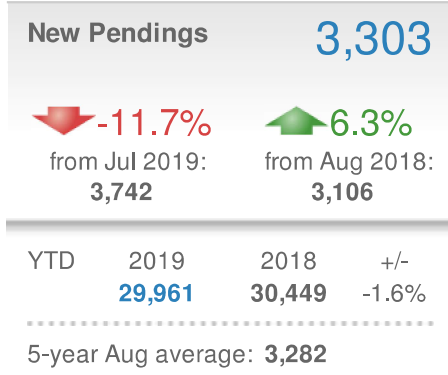 New Pendings 3,303
-11.7% 6.3%
from Jul 2019: from Aug 2018:
3,742 3,106
YTD 2019 2018 +/-
29,961 30,449 -1.6%
5-year Aug average: 3,282